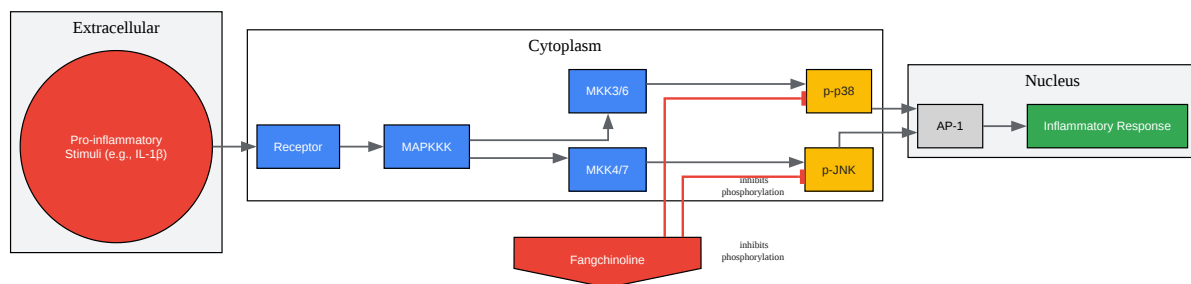 Extracellular
Pro-inflammatory
Stimuli (e.g., IL-1β)
Cytoplasm
Receptor
MAPKKK
MKK3/6
MKK4/7
p-p38
p-JNK
inhibits
phosphorylation
Nucleus
AP-1
Inflammatory Response
Fangchinoline
inhibits
phosphorylation